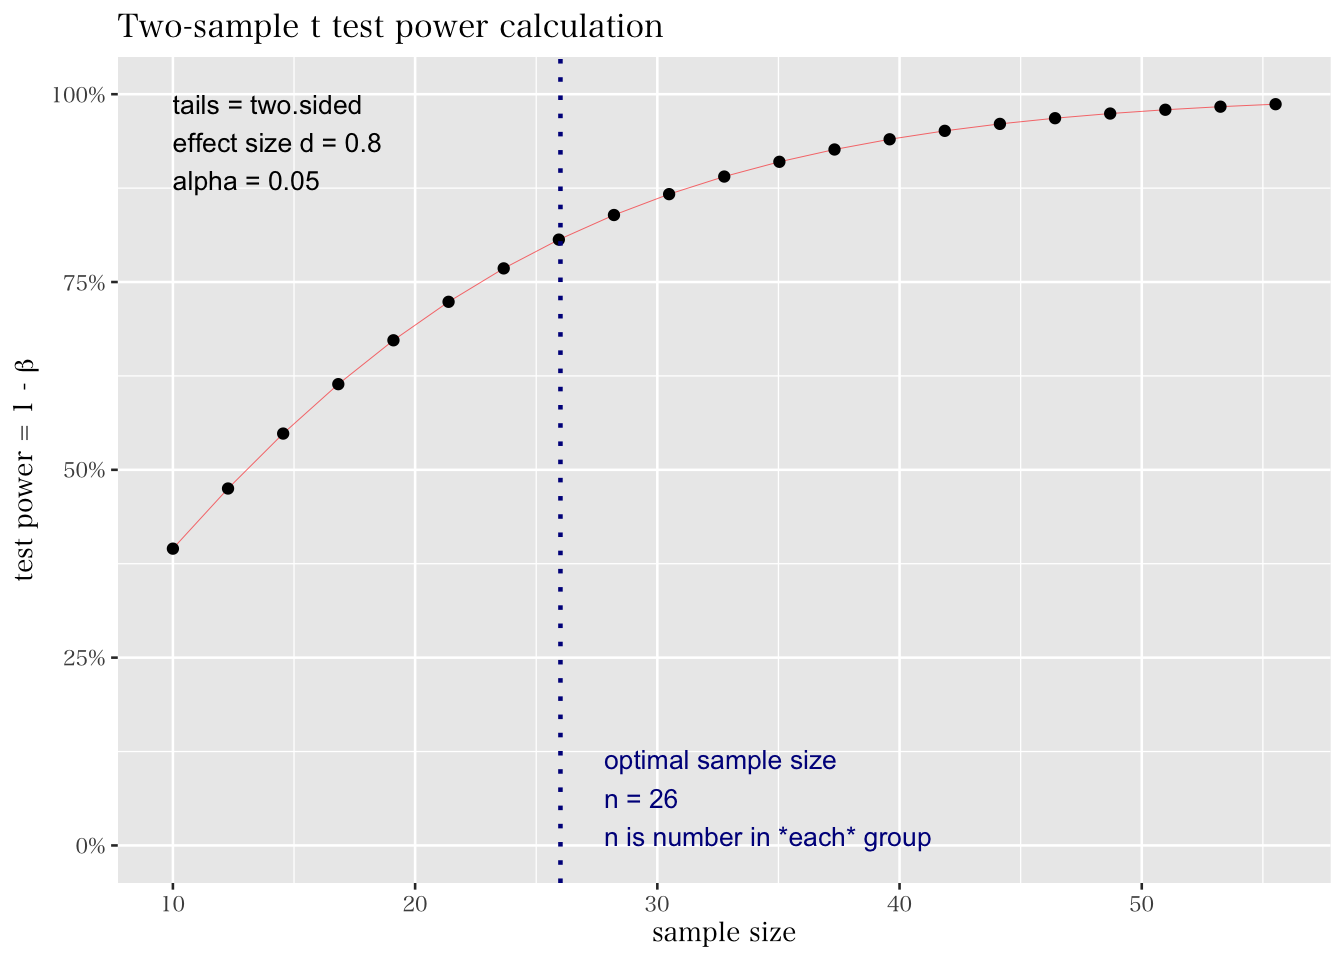 Two-sample t test power calculation
tails = two.sided
effect size d = 0.8
alpha = 0.05
100%
75%
50%
25%
0%
test power = 1 - β
optimal sample size
n = 26
n is number in *each* group
10
20
30
40
50
sample size